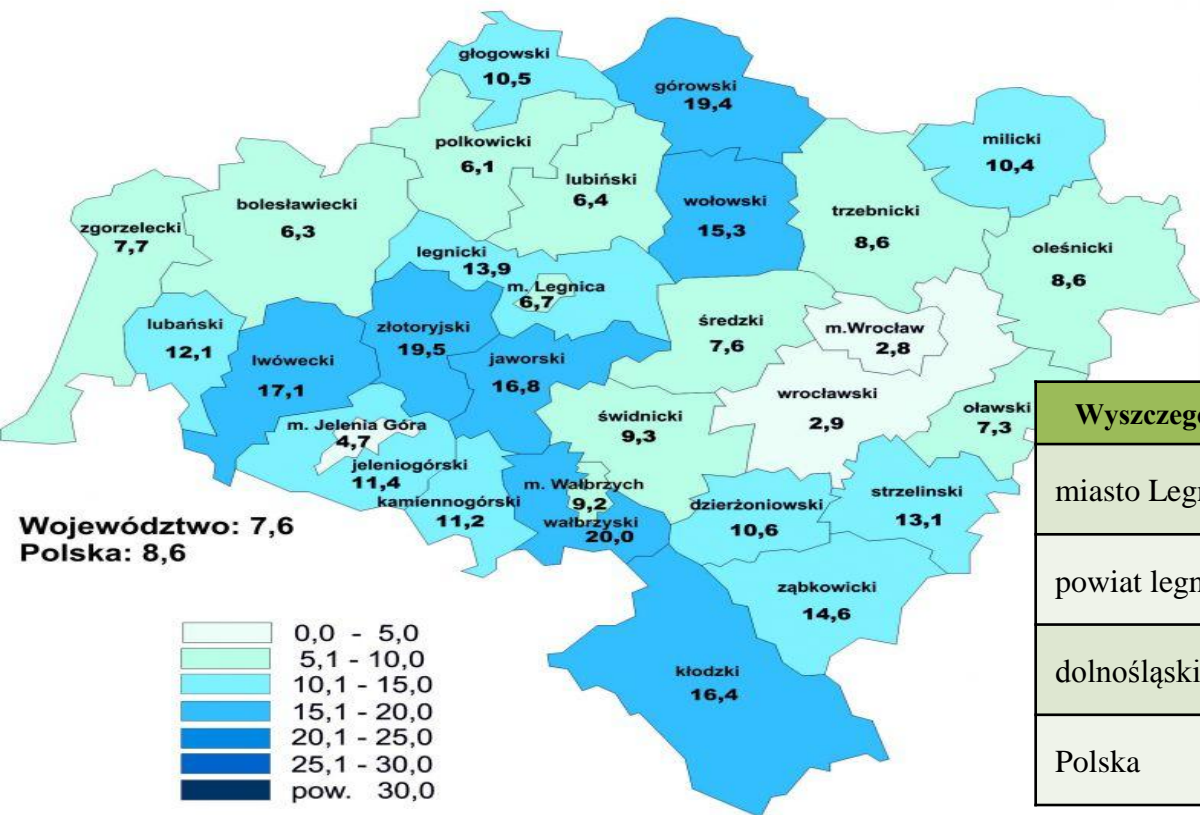 głogowski
10,5
górowski
19,4
milicki
10,4
polkowicki
6,1
lubiński
6,4
wołowski
15,3
trzebnicki
8,6
oleśnicki
8,6
bolesławiecki
6,3
zgorzelecki
7,7
legnicki
13,9
m. Legnica
6,7
lubański
12,1
złotoryjski
19,5
lwówecki
17,1
jaworski
16,8
średzki
7,6
m.Wrocław
2,8
wrocławski
2,9
oławski
7,3
świdnicki
9,3
m. Jelenia Góra
4,7
jeleniogórski
11,4
kamiennogórski
11,2
m. Wałbrzych
9,2
wałbrzyski
20,0
dzierżoniowski
10,6
strzelinski
13,1
ząbkowicki
14,6
kłodzki
16,4
Województwo: 7,6
Polska: 8,6
0,0 - 5,0
5,1 - 10,0
10,1 - 15,0
15,1 - 20,0
20,1 - 25,0
25,1 - 30,0
pow. 30,0
Wyszczegó
miasto Legn
powiat legn
dolnośląski
Polska